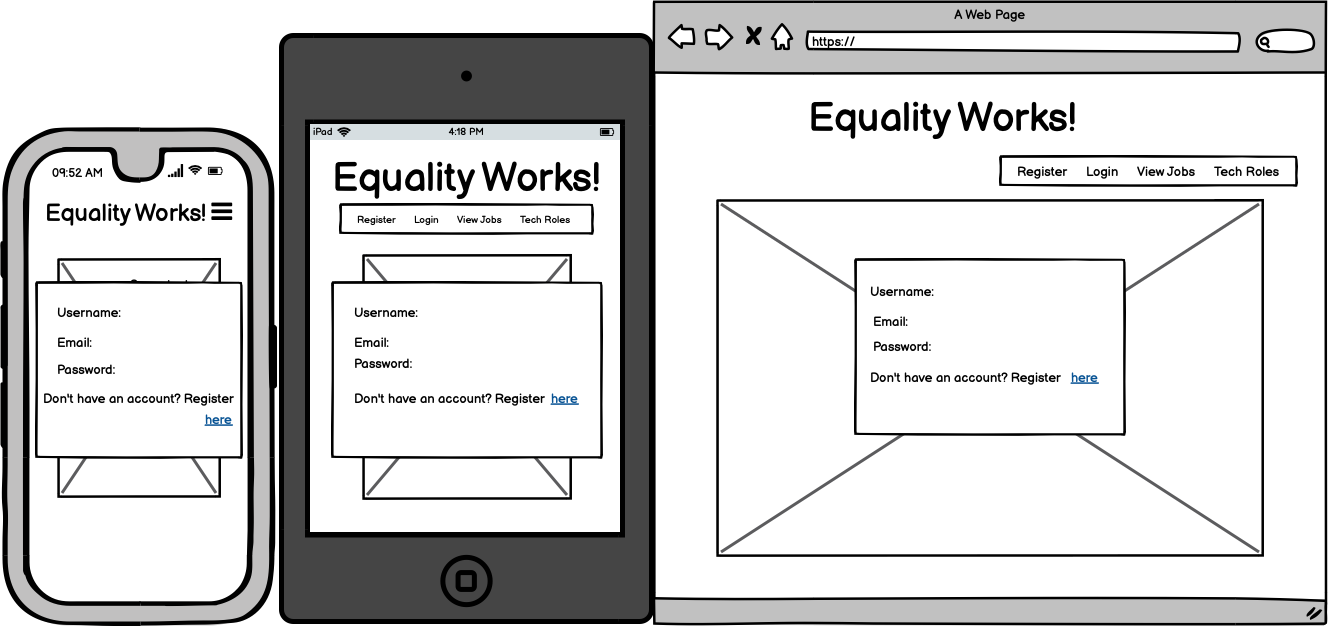 09:52 AM
Equality Works!
Username:
Email:
Password:
Don't have an account? Register
here
iPad
4:18 PM
Equality Works!
Register Login View Jobs Tech Roles
Username:
Email:
Password:
Don't have an account? Register here
A Web Page
https://
Equality Works!
Register Login View Jobs Tech Roles
Username:
Email:
Password:
Don't have an account? Register here